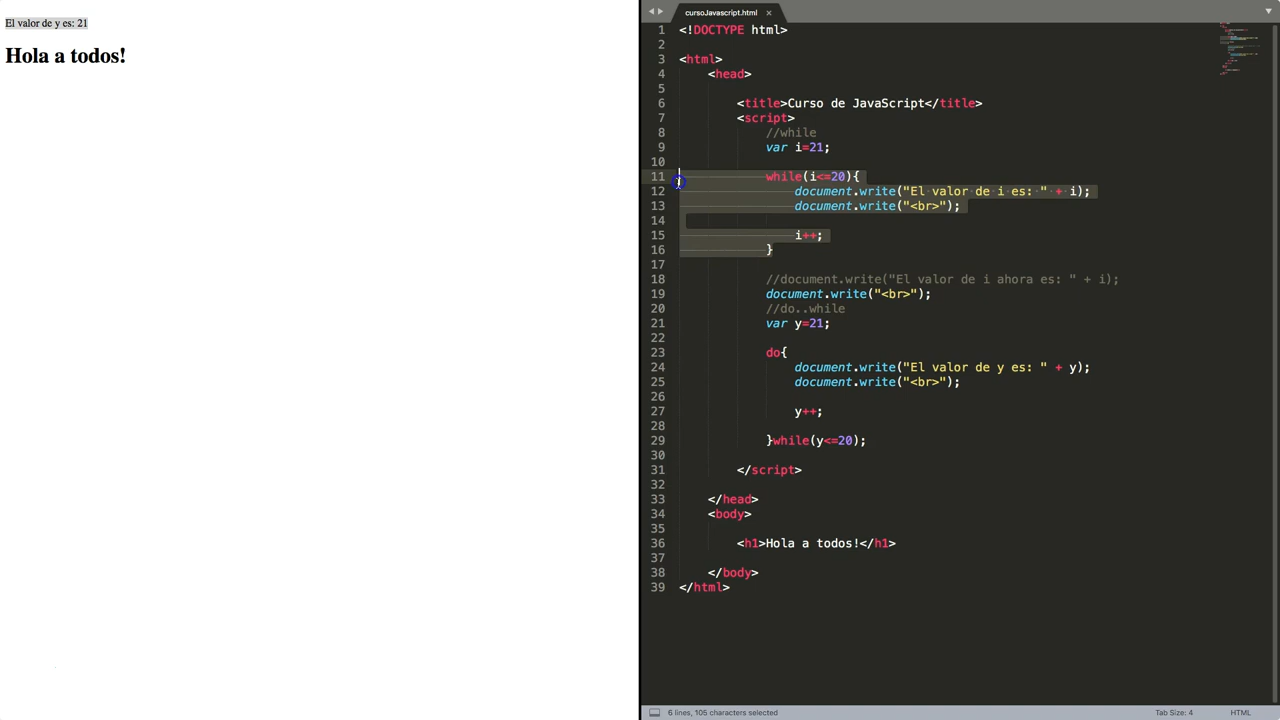 El valor de y es: 21
Hola a todos!
cursoJavascript.html ×
1 <!DOCTYPE html>
2
3 <html>
4 <head>
5
6 <title>Curso de JavaScript</title>
7 <script>
8 //while
9 var i=21;
10
11 while(i<=20){
12 document.write("El valor de i es: " + i);
13 document.write("<br>");
14
15 i++;
16 }
17
18 //document.write("El valor de i ahora es: " + i);
19 document.write("<br>");
20 //do..while
21 var y=21;
22
23 do{
24 document.write("El valor de y es: " + y);
25 document.write("<br>");
26
27 y++;
28
29 }while(y<=20);
30
31 </script>
32
33 </head>
34 <body>
35
36 <h1>Hola a todos!</h1>
37
38 </body>
39 </html>
6 lines, 105 characters selected
Tab Size: 4
HTML